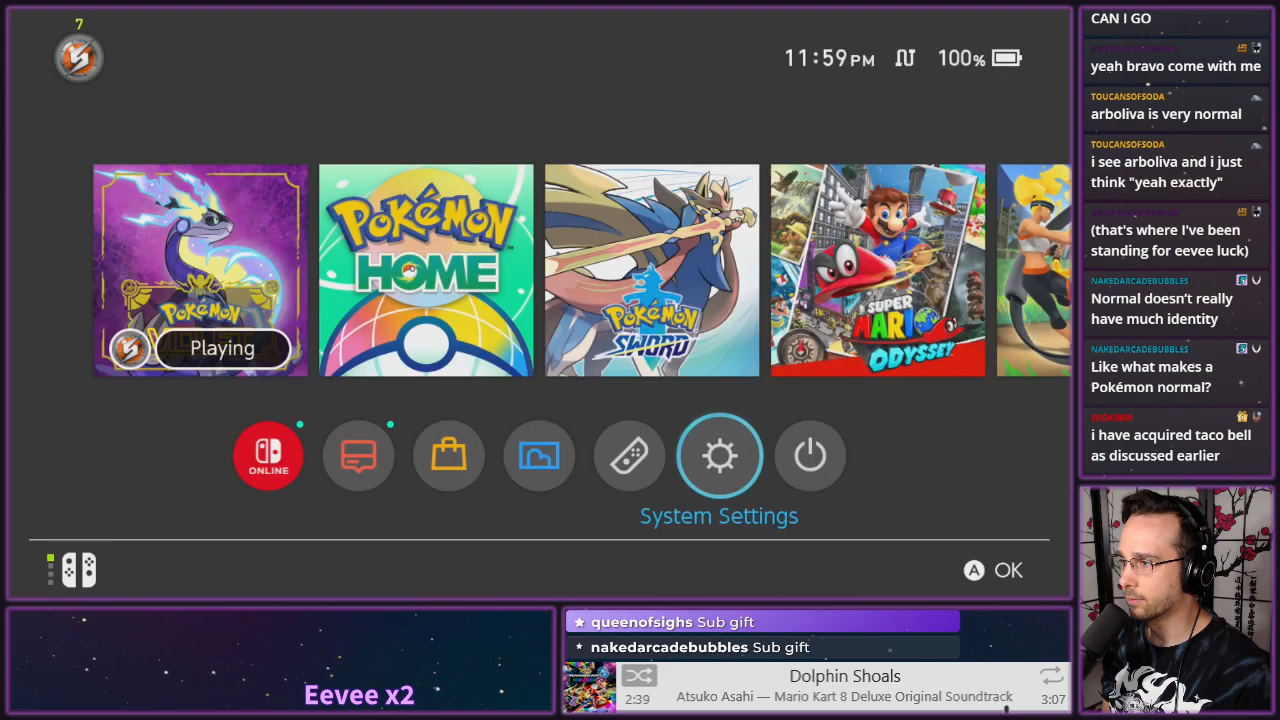 7
11:59 PM
100%
POKÉMON
Playing
POKÉMON
HOME
POKÉMON
SWORD
SUPER
MARIO
ODYSSEY
ONLINE
System Settings
A OK
CAN I GO
yeah bravo come with me
TOUCANSOFSODA
arboliva is very normal
TOUCANSOFSODA
i see arboliva and i just
think "yeah exactly"
(that's where I've been
standing for eevee luck)
NAKEDARCADEBUBBLES
Normal doesn't really
have much identity
NAKEDARCADEBUBBLES
Like what makes a
Pokémon normal?
i have acquired taco bell
as discussed earlier
Eevee x2
queenofsighs Sub gift
nakedarcadebubbles Sub gift
Dolphin Shoals
2:39
Atsuko Asahi — Mario Kart 8 Deluxe Original Soundtrack
3:07